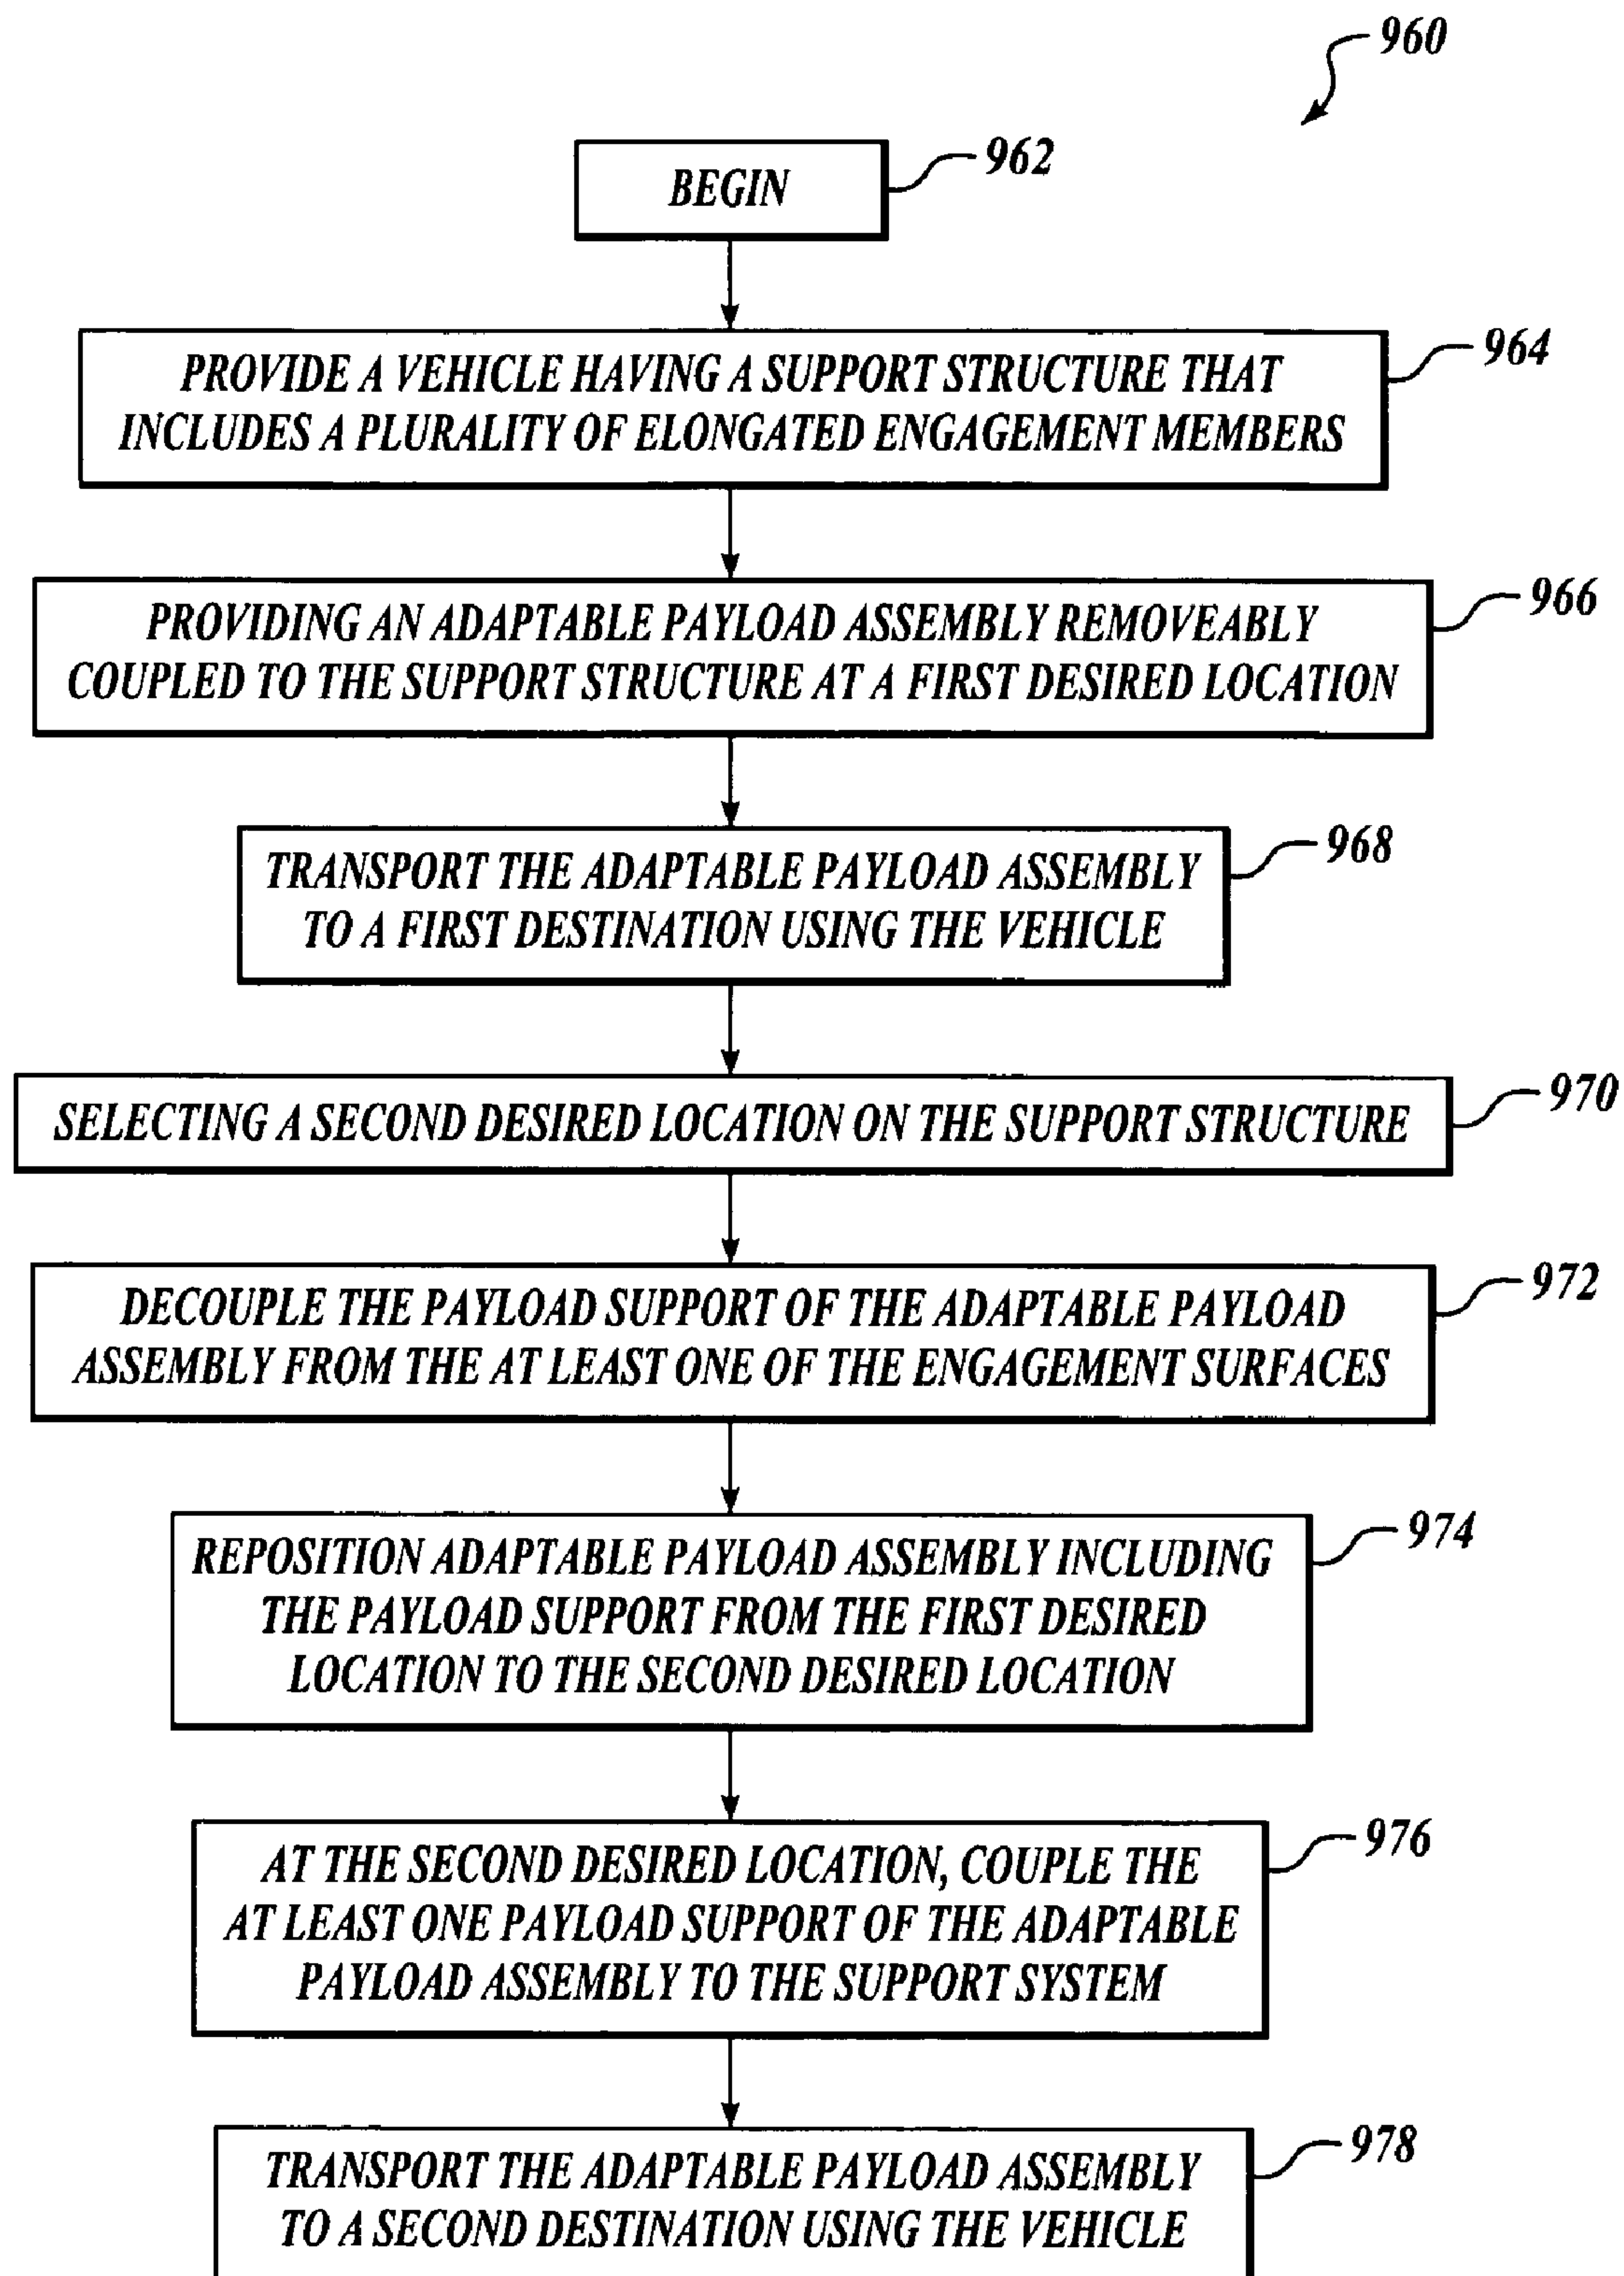 960
BEGIN
962
PROVIDE A VEHICLE HAVING A SUPPORT STRUCTURE THAT
INCLUDES A PLURALITY OF ELONGATED ENGAGEMENT MEMBERS
964
PROVIDING AN ADAPTABLE PAYLOAD ASSEMBLY REMOVEABLY
COUPLED TO THE SUPPORT STRUCTURE AT A FIRST DESIRED LOCATION
966
TRANSPORT THE ADAPTABLE PAYLOAD ASSEMBLY
TO A FIRST DESTINATION USING THE VEHICLE
968
SELECTING A SECOND DESIRED LOCATION ON THE SUPPORT STRUCTURE
970
DECOUPLE THE PAYLOAD SUPPORT OF THE ADAPTABLE PAYLOAD
ASSEMBLY FROM THE AT LEAST ONE OF THE ENGAGEMENT SURFACES
972
REPOSITION ADAPTABLE PAYLOAD ASSEMBLY INCLUDING
THE PAYLOAD SUPPORT FROM THE FIRST DESIRED
LOCATION TO THE SECOND DESIRED LOCATION
974
AT THE SECOND DESIRED LOCATION, COUPLE THE
AT LEAST ONE PAYLOAD SUPPORT OF THE ADAPTABLE
PAYLOAD ASSEMBLY TO THE SUPPORT SYSTEM
976
TRANSPORT THE ADAPTABLE PAYLOAD ASSEMBLY
TO A SECOND DESTINATION USING THE VEHICLE
978